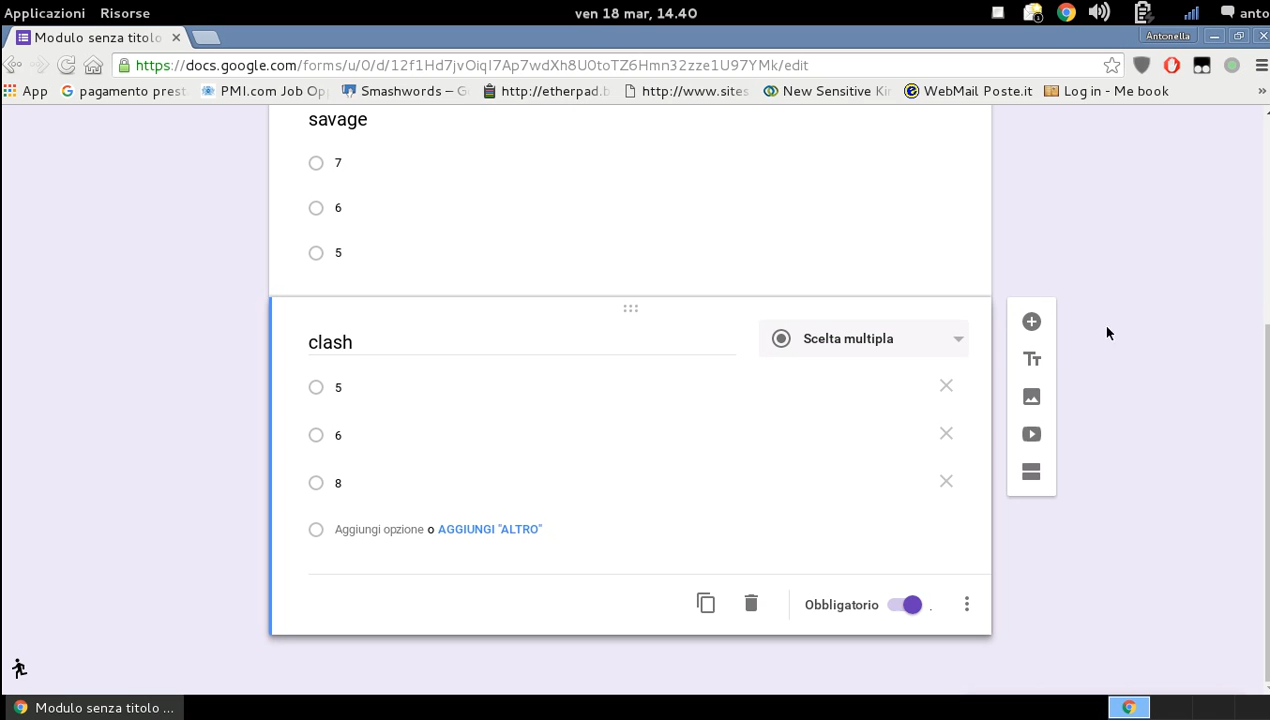 Applicazioni Risorse ven 18 mar, 14.40 anto
Modulo senza titolo Antonella
https://docs.google.com/forms/u/0/d/12f1Hd7jvOiqI7Ap7wdXh8U0toTZ6Hmn32zze1U97YMk/edit
App pagamento prest PMI.com Job Opp Smashwords – G http://etherpad.b http://www.sites New Sensitive Kin WebMail Poste.it Log in - Me book »
savage
7
6
5
clash Scelta multipla
5
6
8
Aggiungi opzione o AGGIUNGI "ALTRO"
Obbligatorio
Modulo senza titolo ...